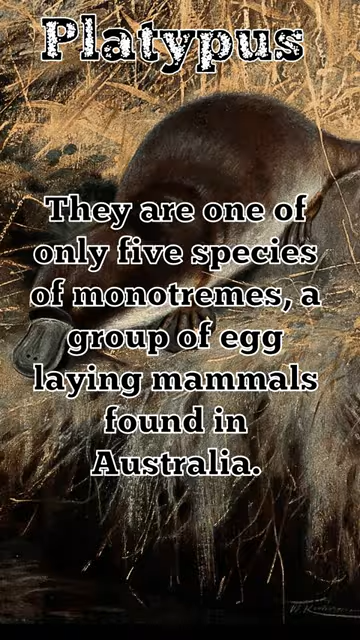 Platypus
They are one of
only five species
of monotremes, a
group of egg
laying mammals
found in
Australia.